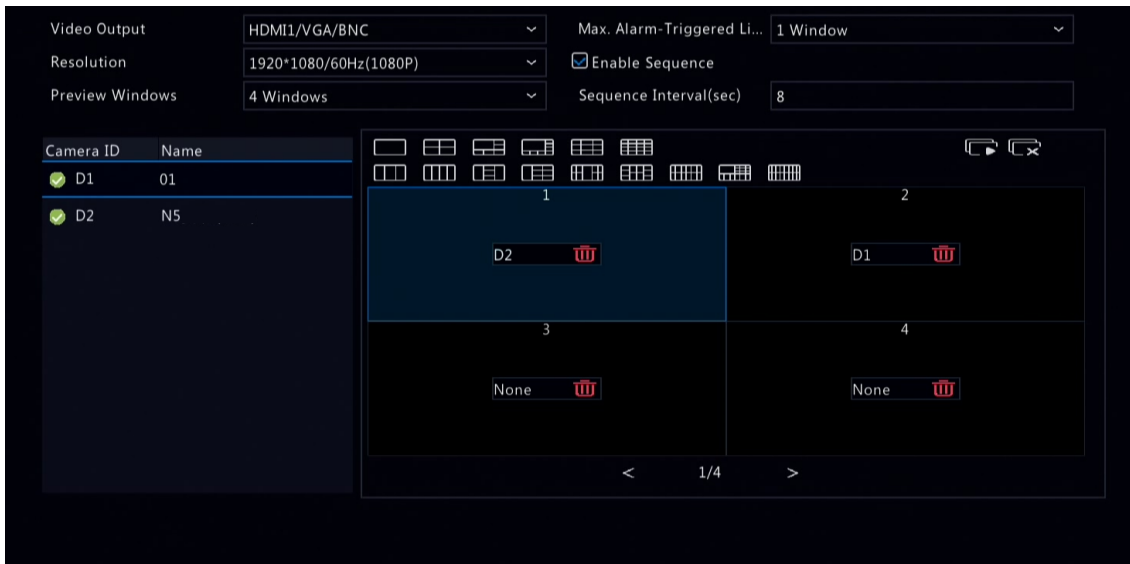 Video Output HDMI1/VGA/BNC Max. Alarm-Triggered Li... 1 Window
Resolution 1920*1080/60Hz(1080P) Enable Sequence
Preview Windows 4 Windows Sequence Interval(sec) 8
Camera ID Name
D1 01
D2 N5
1 2
D2 D1
3 4
None None
< 1/4 >